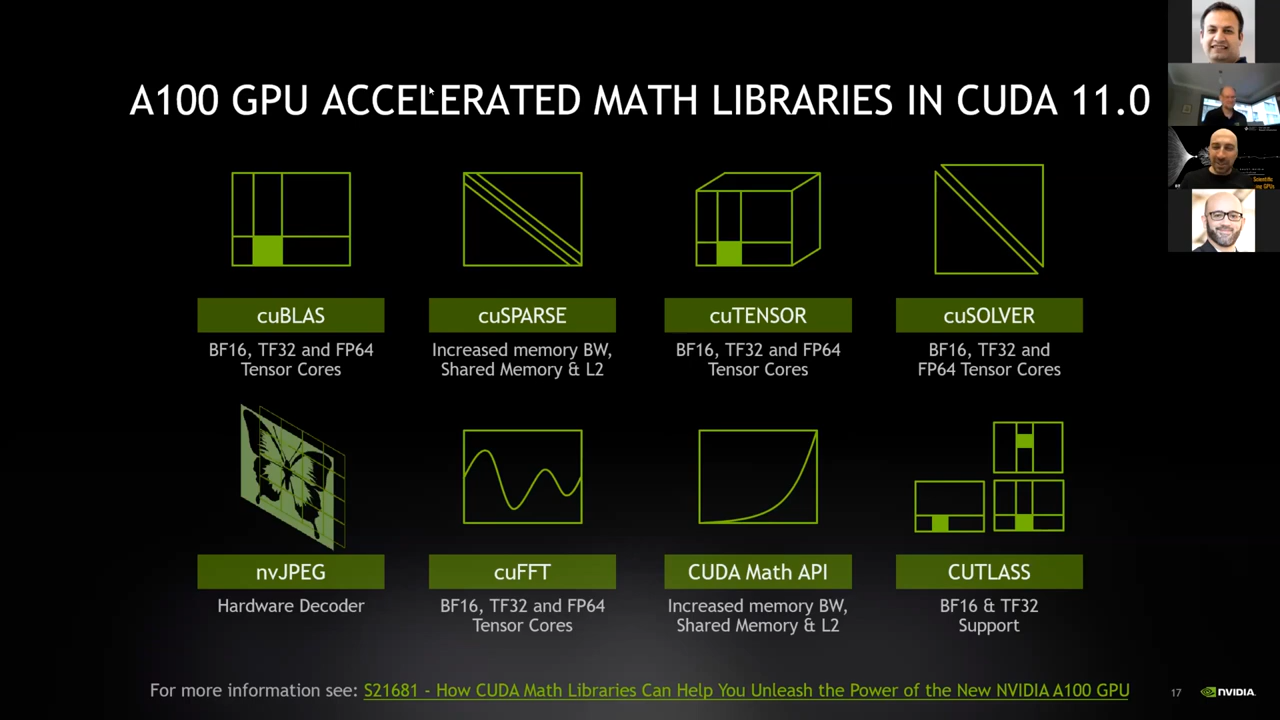 A100 GPU ACCELERATED MATH LIBRARIES IN CUDA 11.0
cuBLAS
BF16, TF32 and FP64
Tensor Cores
cuSPARSE
Increased memory BW,
Shared Memory & L2
cuTENSOR
BF16, TF32 and FP64
Tensor Cores
cuSOLVER
BF16, TF32 and
FP64 Tensor Cores
nvJPEG
Hardware Decoder
cuFFT
BF16, TF32 and FP64
Tensor Cores
CUDA Math API
Increased memory BW,
Shared Memory & L2
CUTLASS
BF16 & TF32
Support
For more information see: S21681 - How CUDA Math Libraries Can Help You Unleash the Power of the New NVIDIA A100 GPU
17
NVIDIA.
Scientific
GPUs